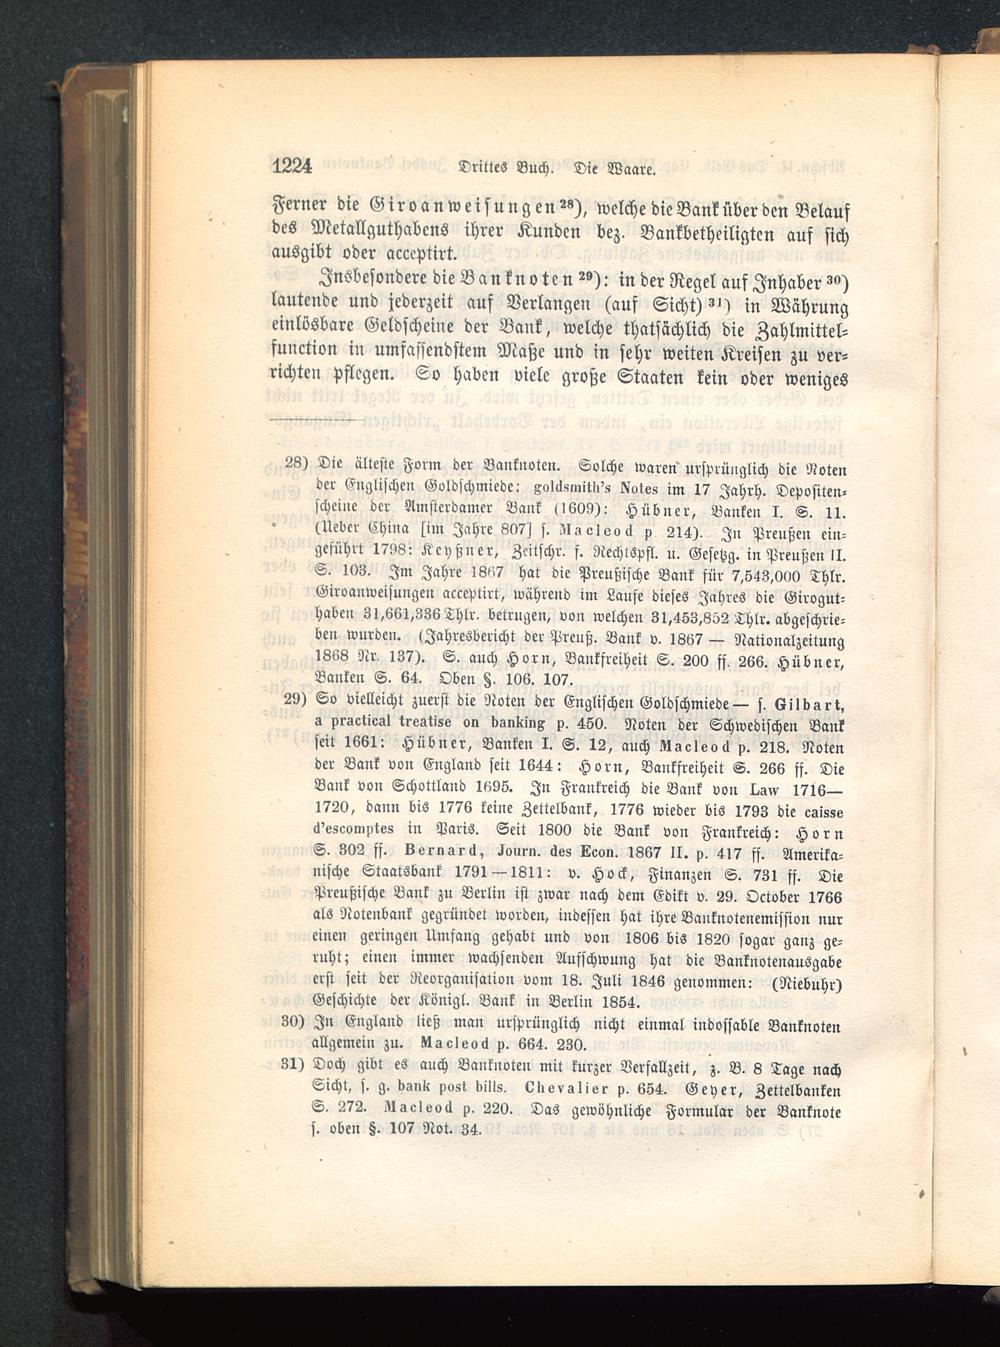 1224 Drittes Buch. Die Waare.
Ferner die Giroanweisungen 28), welche die Bank über den Belauf
des Metallguthabens ihrer Kunden bez. Bankbetheiligten auf sich
ausgibt oder acceptirt.
Insbesondere die Banknoten 29): in der Regel auf Inhaber 30)
lautende und jederzeit auf Verlangen (auf Sicht) 31) in Währung
einlösbare Geldscheine der Bank, welche thatsächlich die Zahlmittel-
function in umfassendstem Maße und in sehr weiten Kreisen zu ver-
richten pflegen. So haben viele große Staaten kein oder weniges
28) Die älteste Form der Banknoten. Solche waren ursprünglich die Noten
der Englischen Goldschmiede: goldsmith's Notes im 17 Jahrh. Depositen-
scheine der Amsterdamer Bank (1609): Hübner, Banken I. S. 11.
(Ueber China [im Jahre 807] s. Macleod p 214). In Preußen ein-
geführt 1798: Keyßner, Zeitschr. f. Rechtspfl. u. Gesetzg. in Preußen II.
S. 103. Im Jahre 1867 hat die Preußische Bank für 7,543,000 Thlr.
Giroanweisungen acceptirt, während im Laufe dieses Jahres die Girogut-
haben 31,661,336 Thlr. betrugen, von welchen 31,453,852 Thlr. abgeschrie-
ben wurden. (Jahresbericht der Preuß. Bank v. 1867 — Nationalzeitung
1868 Nr. 137). S. auch Horn, Bankfreiheit S. 200 ff. 266. Hübner,
Banken S. 64. Oben §. 106. 107.
29) So vielleicht zuerst die Noten der Englischen Goldschmiede — s. Gilbart,
a practical treatise on banking p. 450. Noten der Schwedischen Bank
seit 1661: Hübner, Banken I. S. 12, auch Macleod p. 218. Noten
der Bank von England seit 1644: Horn, Bankfreiheit S. 266 ff. Die
Bank von Schottland 1695. In Frankreich die Bank von Law 1716—
1720, dann bis 1776 keine Zettelbank, 1776 wieder bis 1793 die caisse
d'escomptes in Paris. Seit 1800 die Bank von Frankreich: Horn
S. 302 ff. Bernard, Journ. des Econ. 1867 II. p. 417 ff. Amerika-
nische Staatsbank 1791—1811: v. Hock, Finanzen S. 731 ff. Die
Preußische Bank zu Berlin ist zwar nach dem Edikt v. 29. October 1766
als Notenbank gegründet worden, indessen hat ihre Banknotenemission nur
einen geringen Umfang gehabt und von 1806 bis 1820 sogar ganz ge-
ruht; einen immer wachsenden Aufschwung hat die Banknotenausgabe
erst seit der Reorganisation vom 18. Juli 1846 genommen: (Niebuhr)
Geschichte der Königl. Bank in Berlin 1854.
30) In England ließ man ursprünglich nicht einmal indossable Banknoten
allgemein zu. Macleod p. 664. 230.
31) Doch gibt es auch Banknoten mit kurzer Verfallzeit, z. B. 8 Tage nach
Sicht, s. g. bank post bills. Chevalier p. 654. Geyer, Zettelbanken
S. 272. Macleod p. 220. Das gewöhnliche Formular der Banknote
s. oben §. 107 Not. 34.